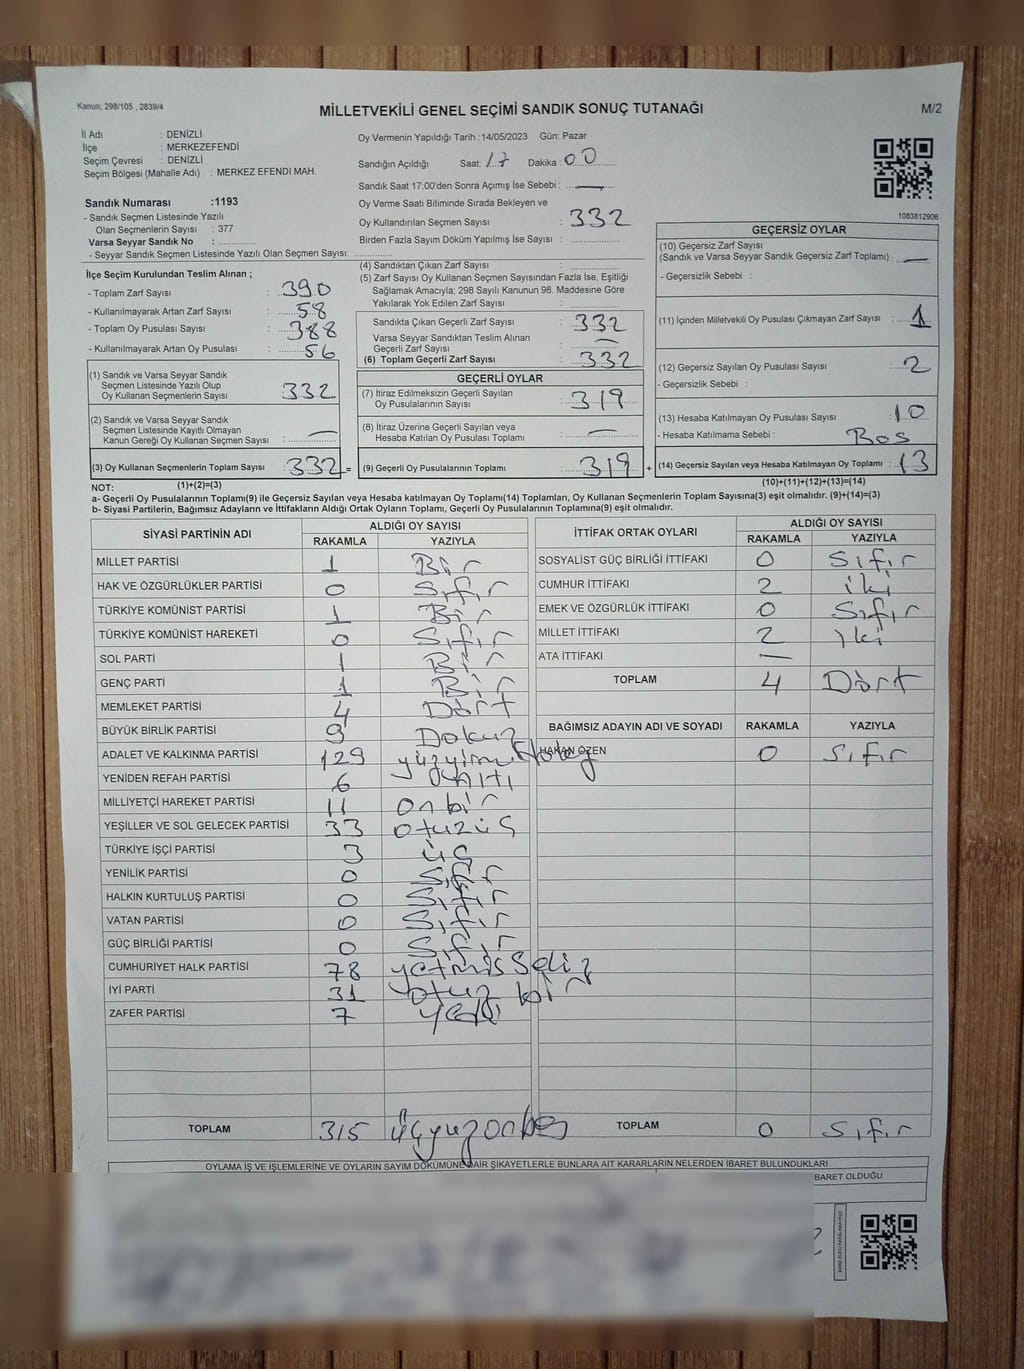 Kanun; 298/105 , 2839/4
MİLLETVEKİLİ GENEL SEÇİMİ SANDIK SONUÇ TUTANAĞI
M/2
İl Adı : DENİZLİ
İlçe : MERKEZEFENDİ
Seçim Çevresi : DENİZLİ
Seçim Bölgesi (Mahalle Adı) : MERKEZ EFENDİ MAH.
Oy Vermenin Yapıldığı Tarih :14/05/2023 Gün: Pazar
Sandığın Açıldığı Saat: 17 Dakika : 00
Sandık Saat 17:00'den Sonra Açımış İse Sebebi : —
Oy Verme Saati Bitiminde Sırada Bekleyen ve
Oy Kullandırılan Seçmen Sayısı : 332
Birden Fazla Sayım Döküm Yapılmış İse Sayısı :
Sandık Numarası :1193
- Sandık Seçmen Listesinde Yazılı
Olan Seçmenlerin Sayısı : 377
Varsa Seyyar Sandık No :
- Seyyar Sandık Seçmen Listesinde Yazılı Olan Seçmen Sayısı:
1083812906
İlçe Seçim Kurulundan Teslim Alınan ;
- Toplam Zarf Sayısı : 390
- Kullanılmayarak Artan Zarf Sayısı : 58
- Toplam Oy Pusulası Sayısı : 388
- Kullanılmayarak Artan Oy Pusulası : 56
(1) Sandık ve Varsa Seyyar Sandık
Seçmen Listesinde Yazılı Olup
Oy Kullanan Seçmenlerin Sayısı : 332
(2) Sandık ve Varsa Seyyar Sandık
Seçmen Listesinde Kayıtlı Olmayan
Kanun Gereği Oy Kullanan Seçmen Sayısı : —
(3) Oy Kullanan Seçmenlerin Toplam Sayısı : 332 =
(1)+(2)=(3)
(4) Sandıktan Çıkan Zarf Sayısı :
(5) Zarf Sayısı Oy Kullanan Seçmen Sayısından Fazla İse, Eşitliği
Sağlamak Amacıyla; 298 Sayılı Kanunun 98. Maddesine Göre
Yakılarak Yok Edilen Zarf Sayısı :
Sandıkta Çıkan Geçerli Zarf Sayısı : 332
Varsa Seyyar Sandıktan Teslim Alınan
Geçerli Zarf Sayısı : —
(6) Toplam Geçerli Zarf Sayısı : 332
GEÇERLİ OYLAR
(7) İtiraz Edilmeksizin Geçerli Sayılan
Oy Pusulalarının Sayısı : 319
(8) İtiraz Üzerine Geçerli Sayılan veya
Hesaba Katılan Oy Pusulası Toplamı : —
(9) Geçerli Oy Pusulalarının Toplamı : 319 +
GEÇERSİZ OYLAR
(10) Geçersiz Zarf Sayısı
(Sandık ve Varsa Seyyar Sandık Geçersiz Zarf Toplamı) : —
- Geçersizlik Sebebi :
(11) İçinden Milletvekili Oy Pusulası Çıkmayan Zarf Sayısı : 1
(12) Geçersiz Sayılan Oy Pusulası Sayısı : 2
- Geçersizlik Sebebi :
(13) Hesaba Katılmayan Oy Pusulası Sayısı : 10
- Hesaba Katılmama Sebebi : Bos
(14) Geçersiz Sayılan veya Hesaba Katılmayan Oy Toplamı : 13
(10)+(11)+(12)+(13)=(14)
NOT:
a- Geçerli Oy Pusulalarının Toplamı(9) ile Geçersiz Sayılan veya Hesaba katılmayan Oy Toplamı(14) Toplamları, Oy Kullanan Seçmenlerin Toplam Sayısına(3) eşit olmalıdır. (9)+(14)=(3)
b- Siyasi Partilerin, Bağımsız Adayların ve İttifakların Aldığı Ortak Oyların Toplamı, Geçerli Oy Pusulalarının Toplamına(9) eşit olmalıdır.
SİYASİ PARTİNİN ADI ALDIĞI OY SAYISI
RAKAMLA YAZIYLA
MİLLET PARTİSİ 1 Bir
HAK VE ÖZGÜRLÜKLER PARTİSİ 0 Sıfır
TÜRKİYE KOMÜNİST PARTİSİ 1 Bir
TÜRKİYE KOMÜNİST HAREKETİ 0 Sıfır
SOL PARTİ 1 Bir
GENÇ PARTİ 1 Bir
MEMLEKET PARTİSİ 4 Dört
BÜYÜK BİRLİK PARTİSİ 9 Dokuz
ADALET VE KALKINMA PARTİSİ 129
YENİDEN REFAH PARTİSİ 6 Altı
MİLLİYETÇİ HAREKET PARTİSİ 11 onbir
YEŞİLLER VE SOL GELECEK PARTİSİ 33 otuzüç
TÜRKİYE İŞÇİ PARTİSİ 3 üç
YENİLİK PARTİSİ 0 Sıfır
HALKIN KURTULUŞ PARTİSİ 0 Sıfır
VATAN PARTİSİ 0 Sıfır
GÜÇ BİRLİĞİ PARTİSİ 0 Sıfır
CUMHURİYET HALK PARTİSİ 78 yetmis Sekiz
İYİ PARTİ 31 otuz bir
ZAFER PARTİSİ 7 yedi
TOPLAM 315 üçyüzonbeş
İTTİFAK ORTAK OYLARI ALDIĞI OY SAYISI
RAKAMLA YAZIYLA
SOSYALİST GÜÇ BİRLİĞİ İTTİFAKI 0 Sıfır
CUMHUR İTTİFAKI 2 iki
EMEK VE ÖZGÜRLÜK İTTİFAKI 0 Sıfır
MİLLET İTTİFAKI 2 iki
ATA İTTİFAKI —
TOPLAM 4 Dört
BAĞIMSIZ ADAYIN ADI VE SOYADI RAKAMLA YAZIYLA
HAKAN ÖZEN 0 Sıfır
TOPLAM 0 Sıfır
OYLAMA İŞ VE İŞLEMLERİNE VE OYLARIN SAYIM DÖKÜMÜNE DAİR ŞİKAYETLERLE BUNLARA AİT KARARLARIN NELERDEN İBARET BULUNDUKLARI
BARET OLDUĞU